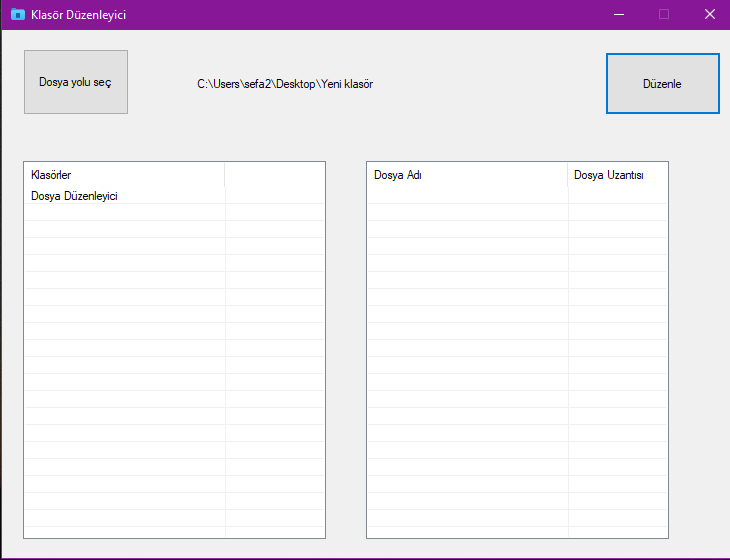 Klasör Düzenleyici
Dosya yolu seç
C:\Users\sefa2\Desktop\Yeni klasör
Düzenle
Klasörler
Dosya Düzenleyici
Dosya Adı
Dosya Uzantısı